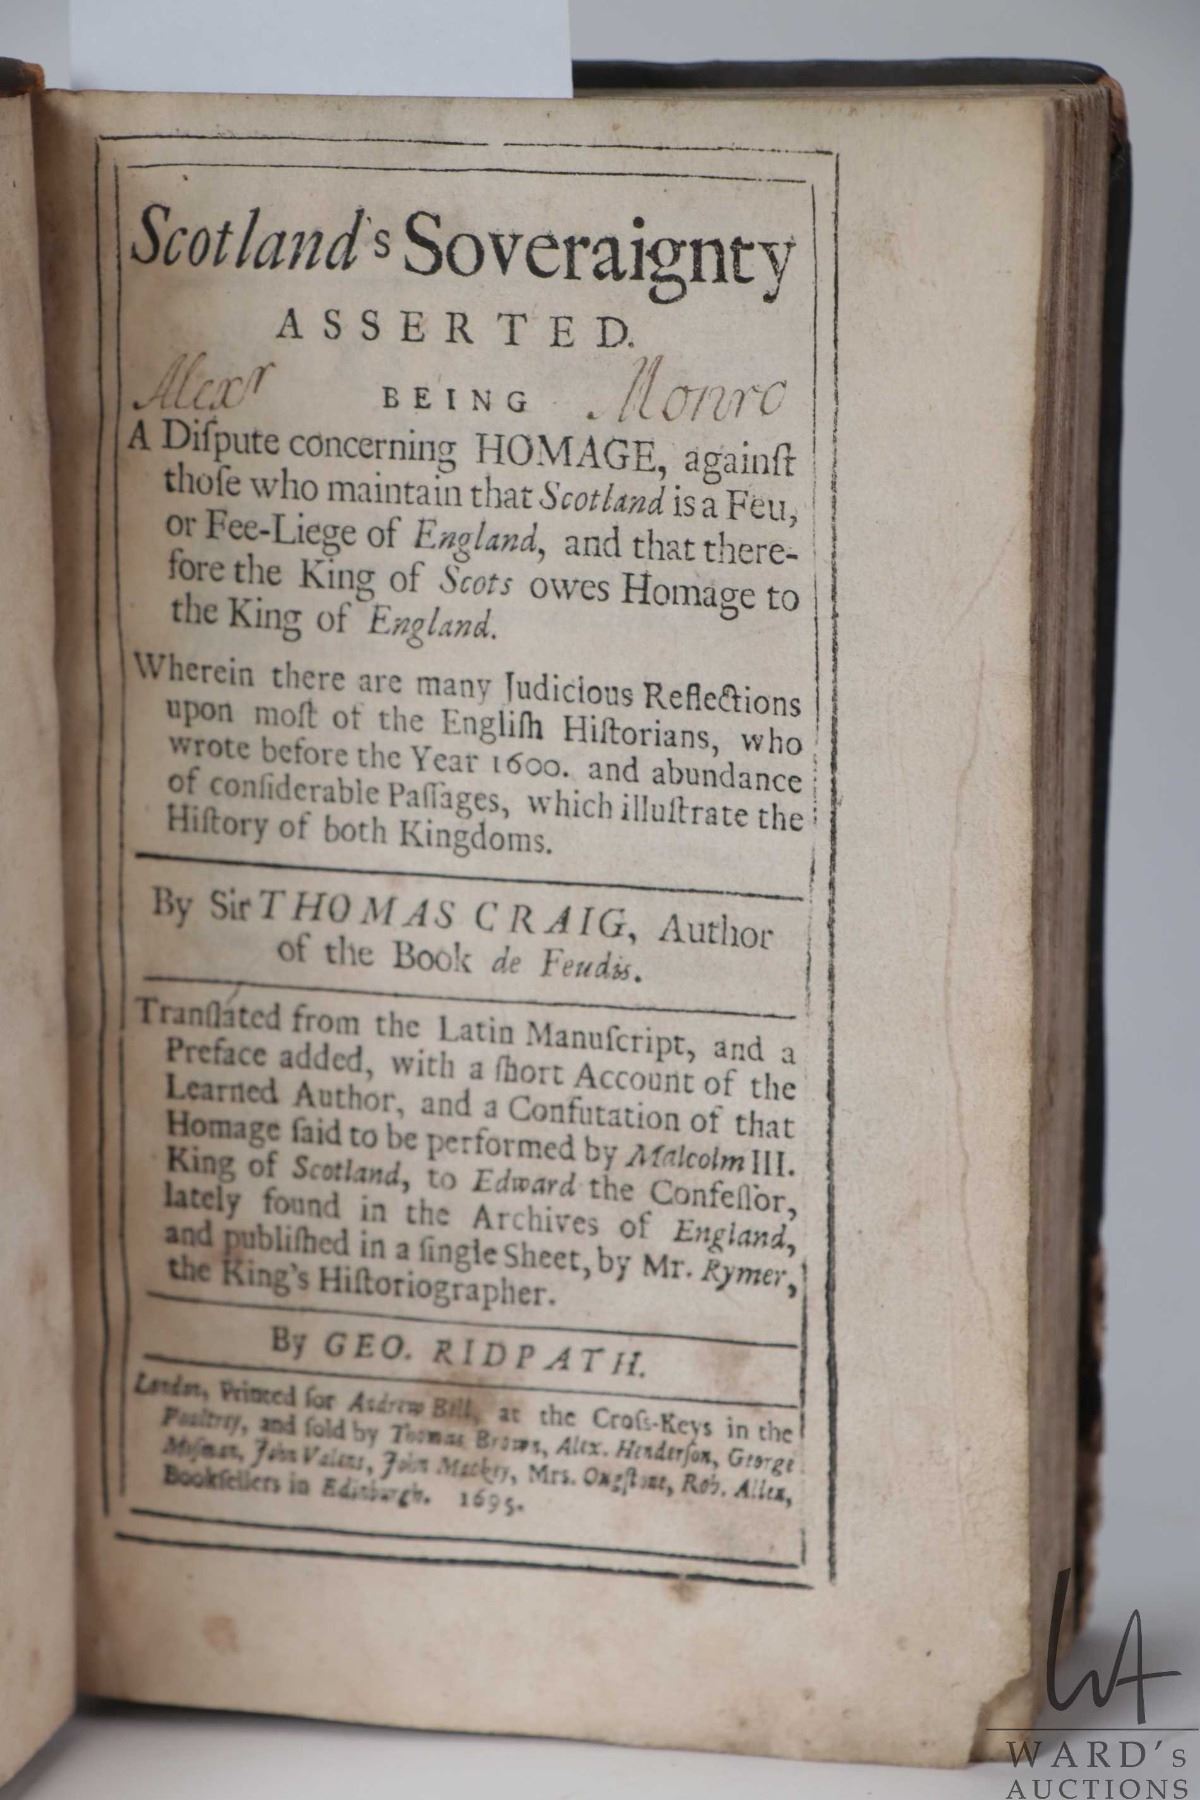 Scotland's Soveraignty
ASSERTED.
Alexr Monro
BEING
A Diſpute concerning HOMAGE, againſt
thoſe who maintain that Scotland is a Feu,
or Fee-Liege of England, and that there-
fore the King of Scots owes Homage to
the King of England.
Wherein there are many Judicious Reflections
upon moſt of the Engliſh Hiſtorians, who
wrote before the Year 1600. and abundance
of conſiderable Paſſages, which illuſtrate the
Hiſtory of both Kingdoms.
By Sir THOMAS CRAIG, Author
of the Book de Feudis.
Tranſlated from the Latin Manuſcript, and a
Preface added, with a ſhort Account of the
Learned Author, and a Confutation of that
Homage ſaid to be performed by Malcolm III.
King of Scotland, to Edward the Confeſſor,
lately found in the Archives of England,
and publiſhed in a ſingle Sheet, by Mr. Rymer,
the King's Hiſtoriographer.
By GEO. RIDPATH.
London, Printed for Andrew Bell, at the Croſs-Keys in the
Poultrey, and ſold by Thomas Brown, Alex. Henderſon, George
Moſman, John Valens, John Mackey, Mrs. Ongſtone, Rob. Allen,
Bookſellers in Edinburgh. 1695.
WA
WARD's
AUCTIONS